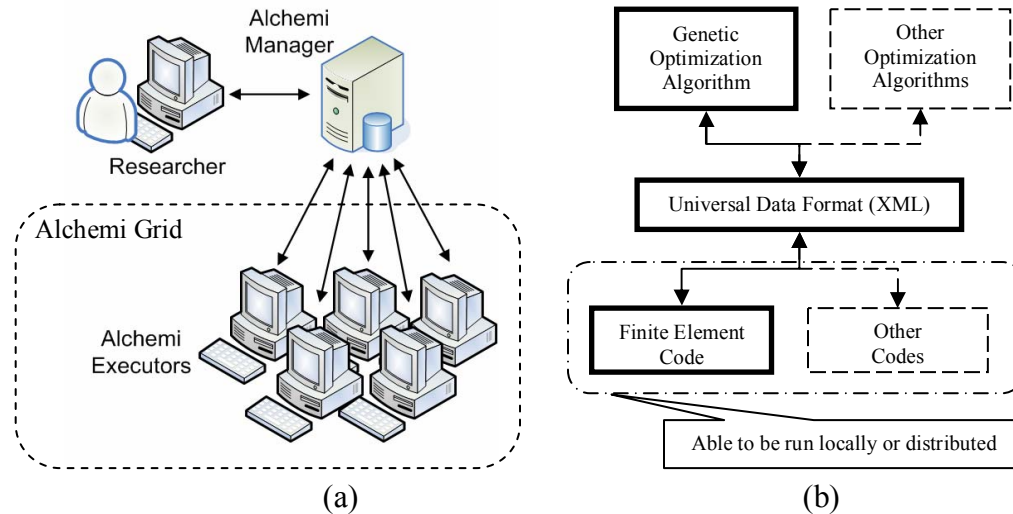 Alchemi
Manager
Researcher
Alchemi Grid
Alchemi
Executors
(a)
Genetic
Optimization
Algorithm
Other
Optimization
Algorithms
Universal Data Format (XML)
Finite Element
Code
Other
Codes
Able to be run locally or distributed
(b)